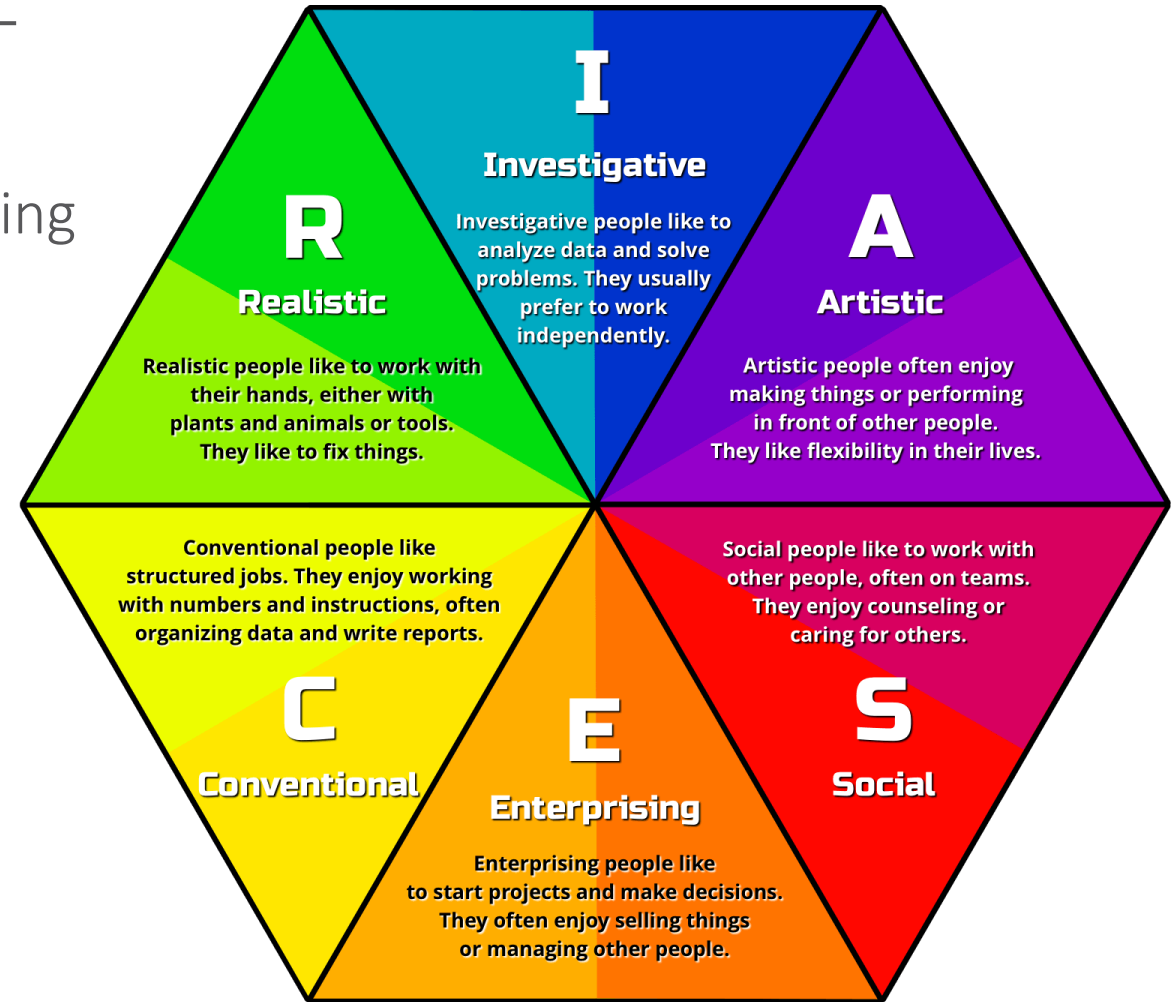 ing
I
Investigative
Investigative people like to
analyze data and solve
problems. They usually
prefer to work
independently.
R
Realistic
Realistic people like to work with
their hands, either with
plants and animals or tools.
They like to fix things.
A
Artistic
Artistic people often enjoy
making things or performing
in front of other people.
They like flexibility in their lives.
Conventional people like
structured jobs. They enjoy working
with numbers and instructions, often
organizing data and write reports.
C
Conventional
E
Enterprising
Enterprising people like
to start projects and make decisions.
They often enjoy selling things
or managing other people.
Social people like to work with
other people, often on teams.
They enjoy counseling or
caring for others.
S
Social